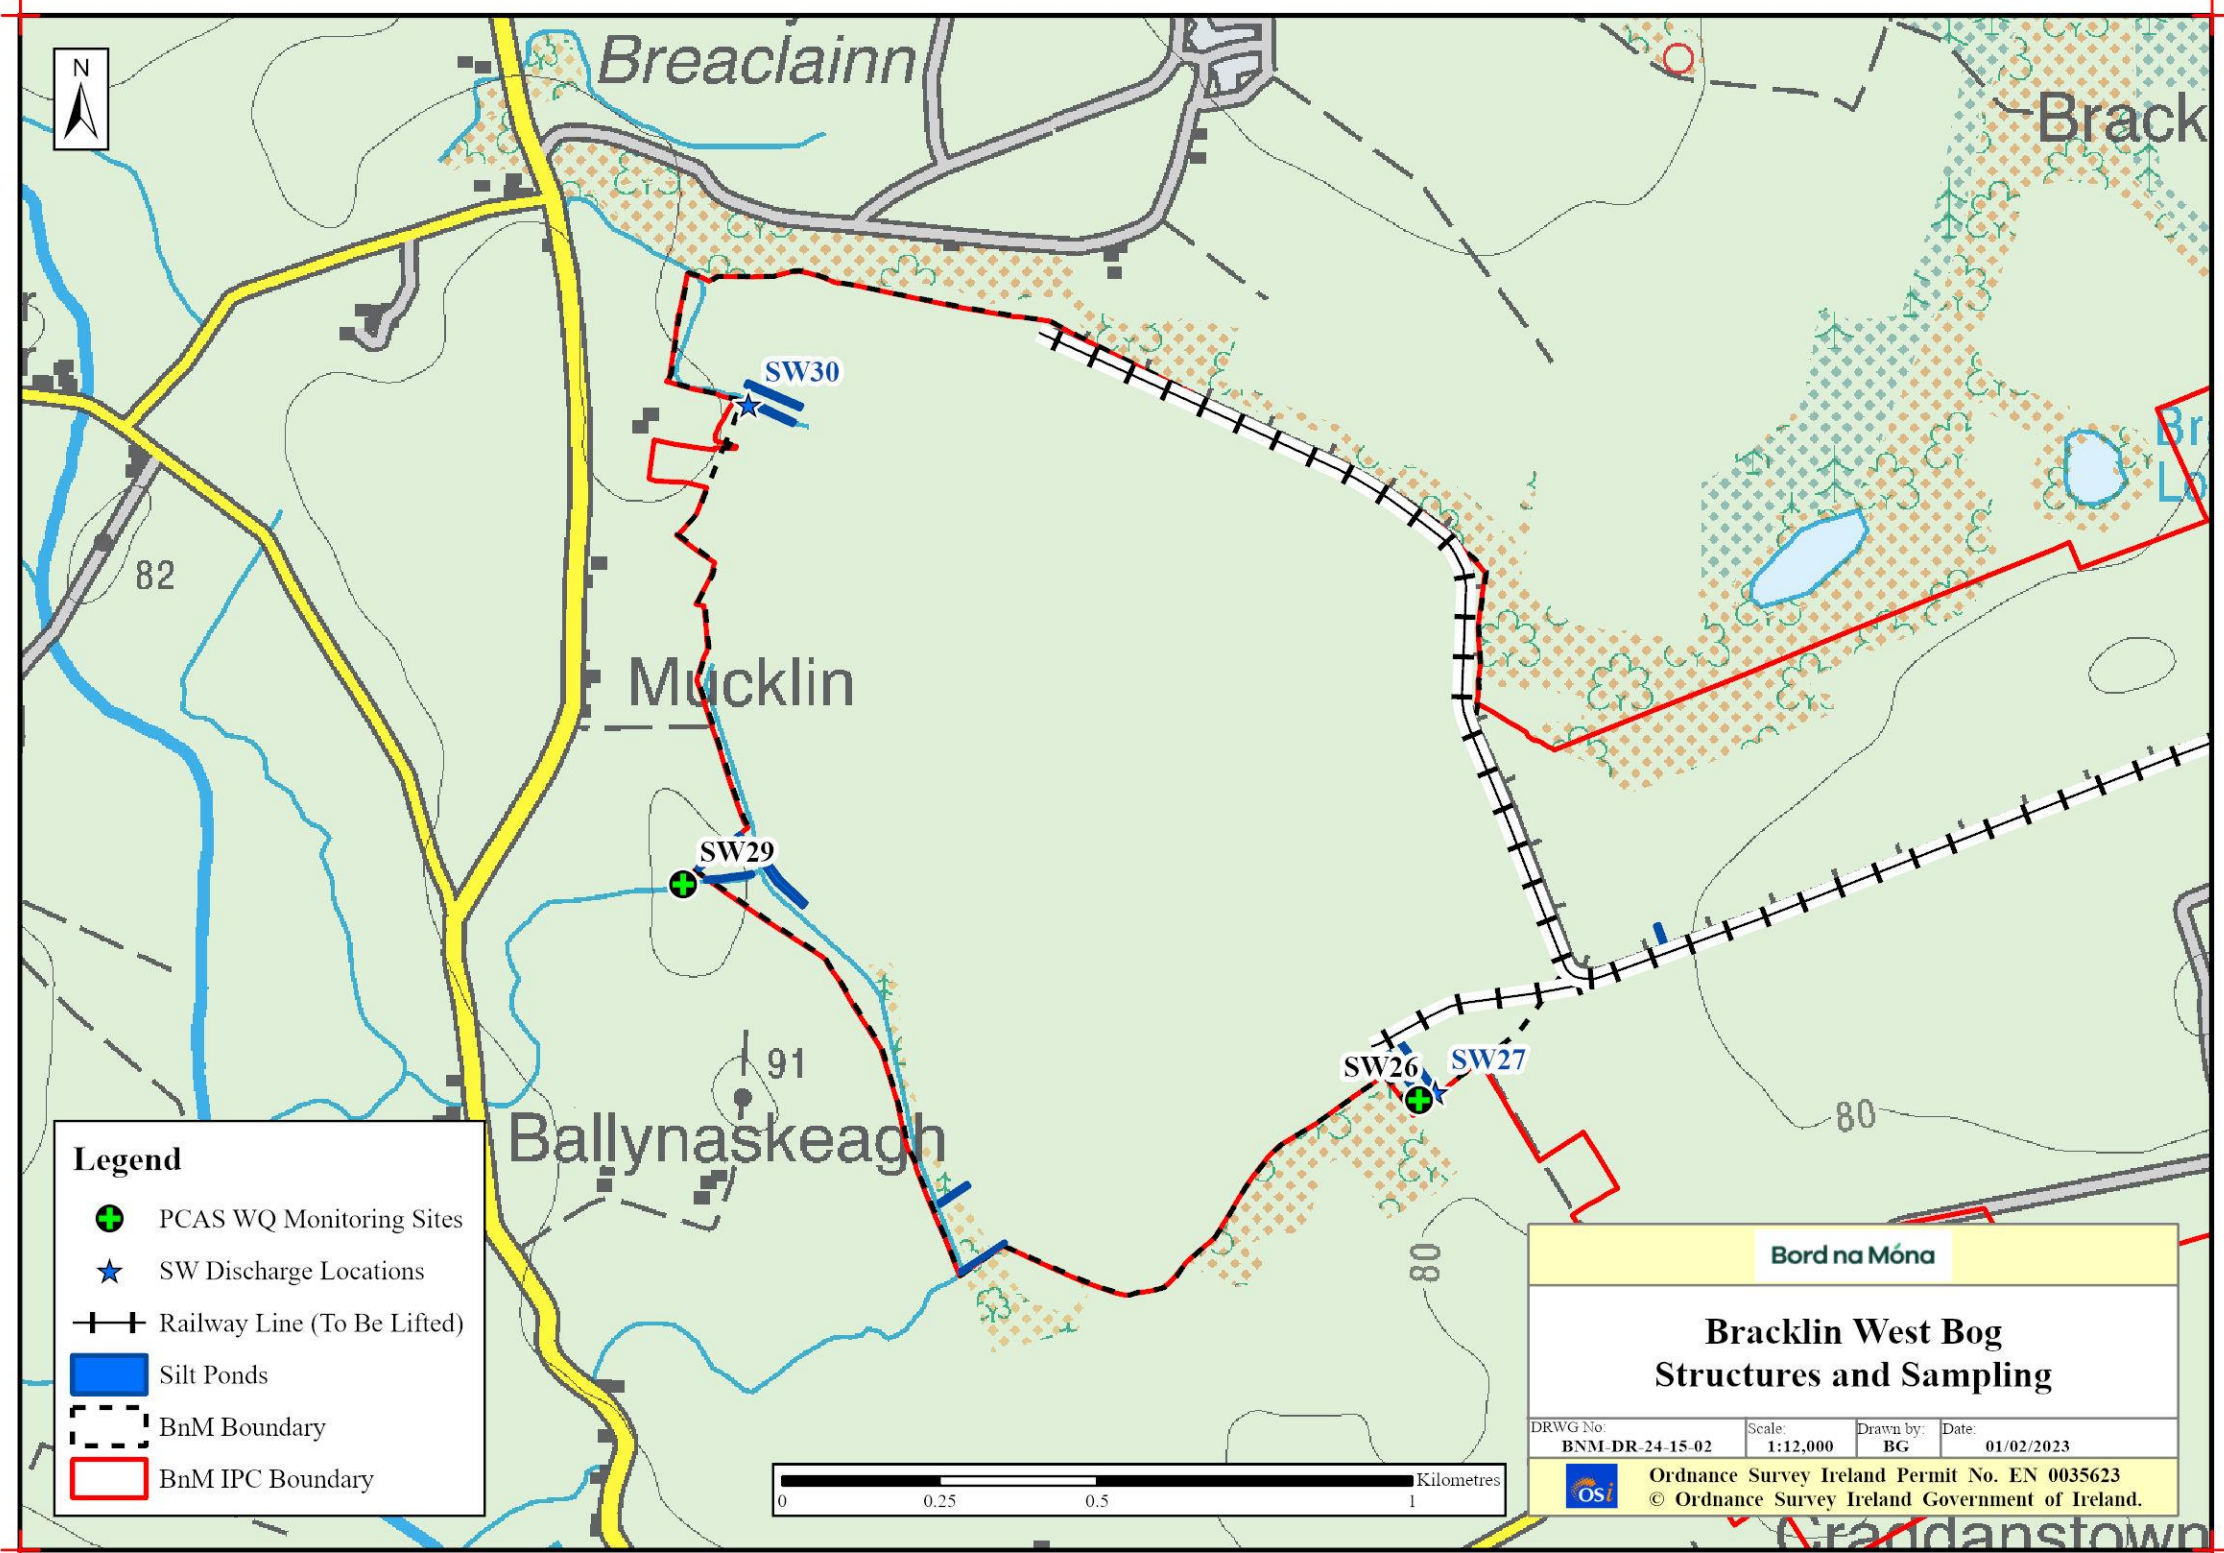 N
Breaclainn
Brack
SW30
82
Mucklin
SW29
91
Ballynaskeagh
SW26
SW27
80
80
Legend
PCAS WQ Monitoring Sites
SW Discharge Locations
Railway Line (To Be Lifted)
Silt Ponds
BnM Boundary
BnM IPC Boundary
Kilometres
0 0.25 0.5 1
Bord na Móna
Bracklin West Bog
Structures and Sampling
DRWG No: Scale: Drawn by: Date:
BNM-DR-24-15-02 1:12,000 BG 01/02/2023
OSi
Ordnance Survey Ireland Permit No. EN 0035623
© Ordnance Survey Ireland Government of Ireland.
Craddanstown
Br
Lo